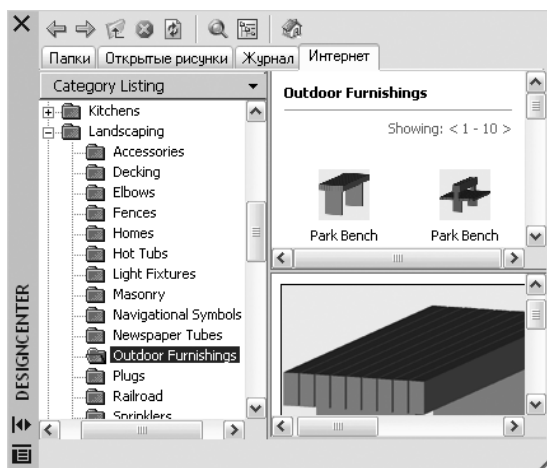 Папки
Открытые рисунки
Журнал
Интернет
Category Listing
Kitchens
Landscaping
Accessories
Decking
Elbows
Fences
Homes
Hot Tubs
Light Fixtures
Masonry
Navigational Symbols
Newspaper Tubes
Outdoor Furnishings
Plugs
Railroad
Sprinklers
Outdoor Furnishings
Showing: < 1 - 10 >
Park Bench
Park Bench
DESIGNCENTER